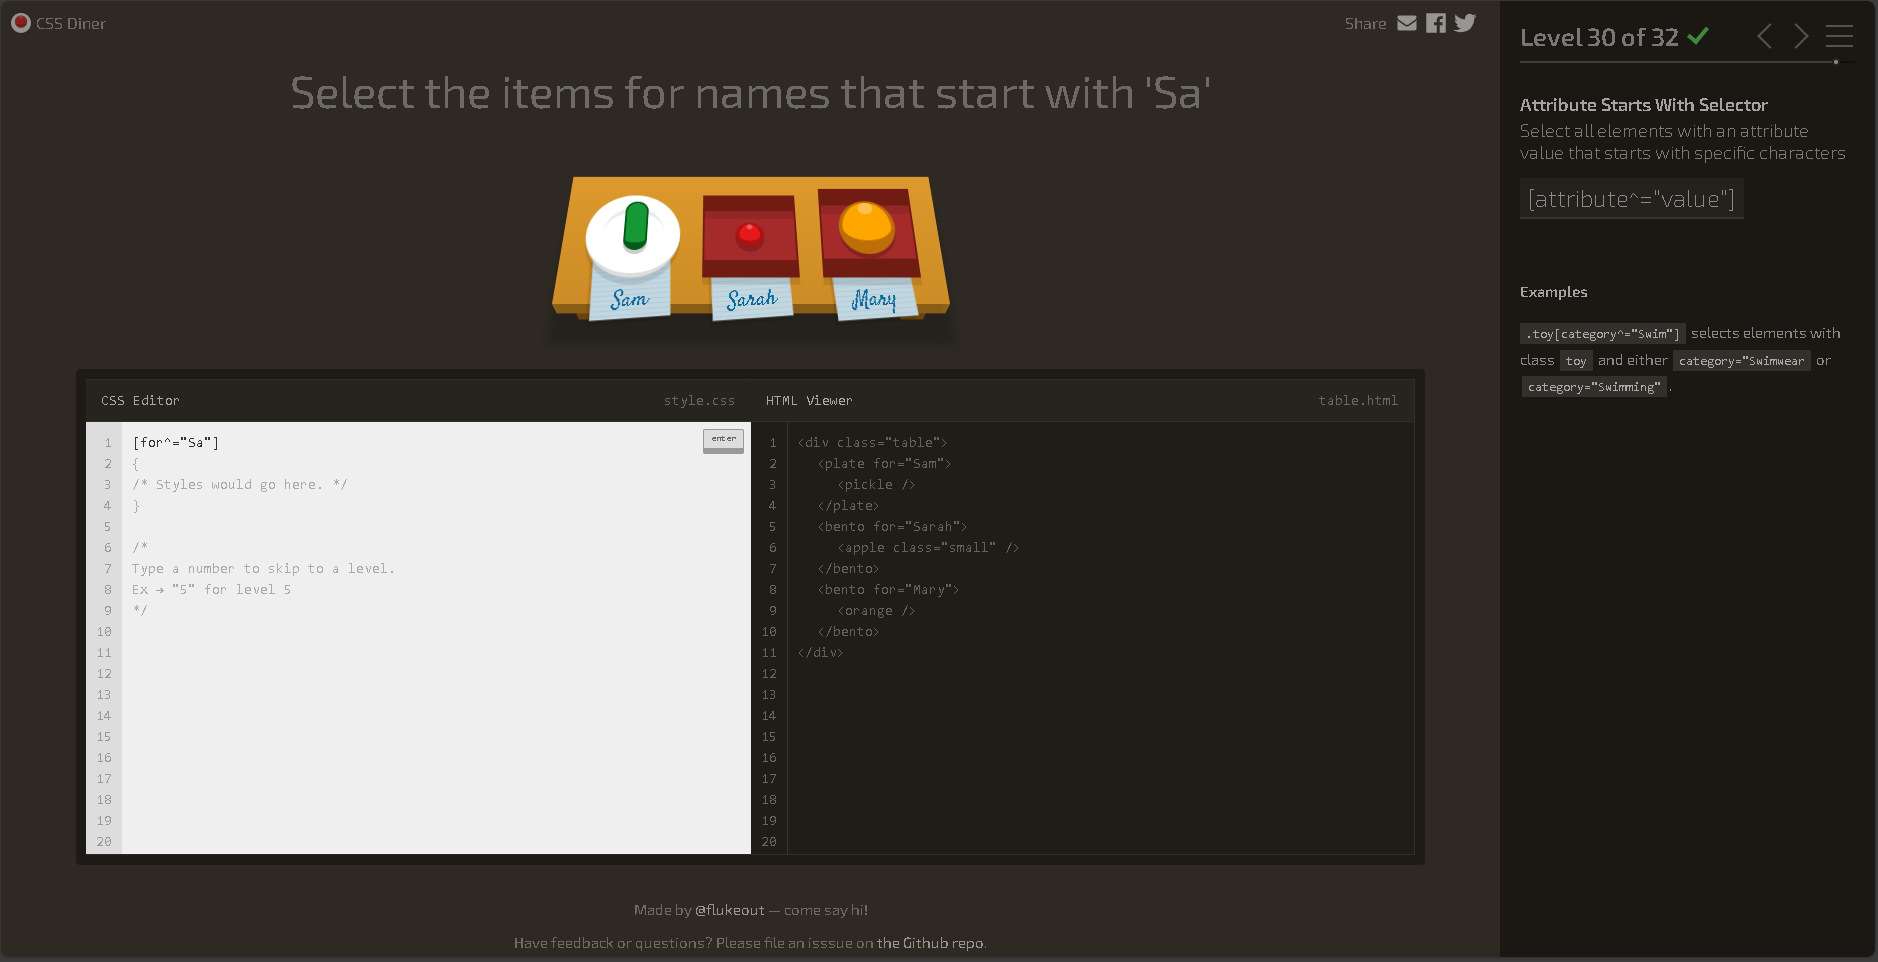 CSS Diner
Share
Select the items for names that start with 'Sa'
Sam
Sarah
Mary
CSS Editor
style.css
1 [for^="Sa"]
enter
2 {
3 /* Styles would go here. */
4 }
5
6 /*
7 Type a number to skip to a level.
8 Ex → "5" for level 5
9 */
10
11
12
13
14
15
16
17
18
19
20
HTML Viewer
table.html
1 <div class="table">
2 <plate for="Sam">
3 <pickle />
4 </plate>
5 <bento for="Sarah">
6 <apple class="small" />
7 </bento>
8 <bento for="Mary">
9 <orange />
10 </bento>
11 </div>
12
13
14
15
16
17
18
19
20
Made by @flukeout — come say hi!
Have feedback or questions? Please file an isssue on the Github repo.
Level 30 of 32
Attribute Starts With Selector
Select all elements with an attribute
value that starts with specific characters
[attribute^="value"]
Examples
.toy[category^="Swim"] selects elements with
class toy and either category="Swimwear or
category="Swimming" .